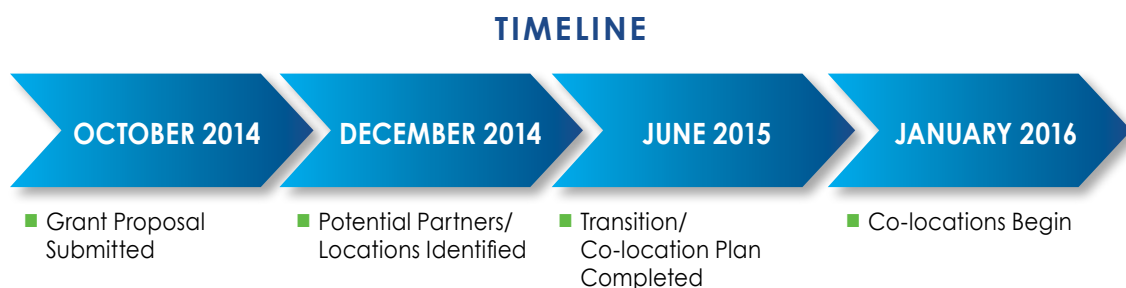 TIMELINE
OCTOBER 2014
DECEMBER 2014
JUNE 2015
JANUARY 2016
Grant Proposal
Submitted
Potential Partners/
Locations Identified
Transition/
Co-location Plan
Completed
Co-locations Begin